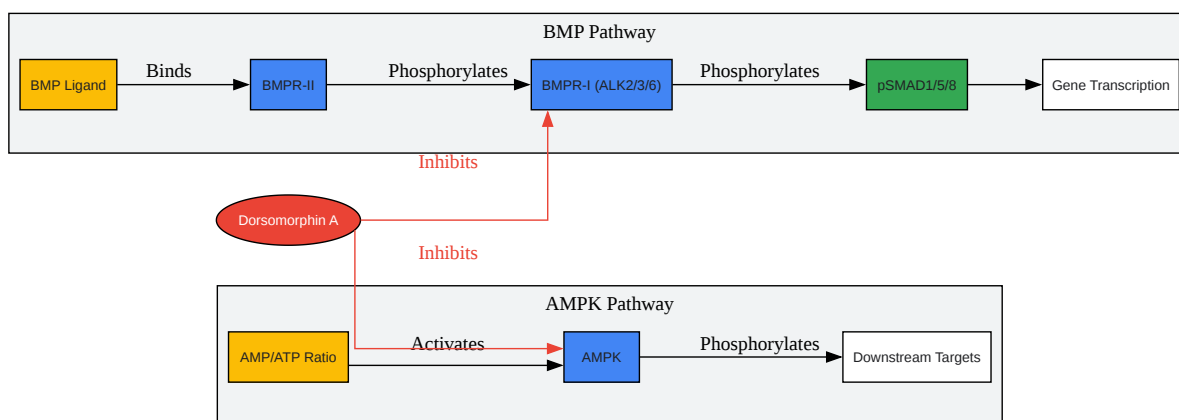 BMP Pathway
BMP Ligand
Binds
BMPR-II
Phosphorylates
BMPR-I (ALK2/3/6)
Phosphorylates
pSMAD1/5/8
Gene Transcription
Inhibits
Dorsomorphin A
Inhibits
AMPK Pathway
AMP/ATP Ratio
Activates
AMPK
Phosphorylates
Downstream Targets